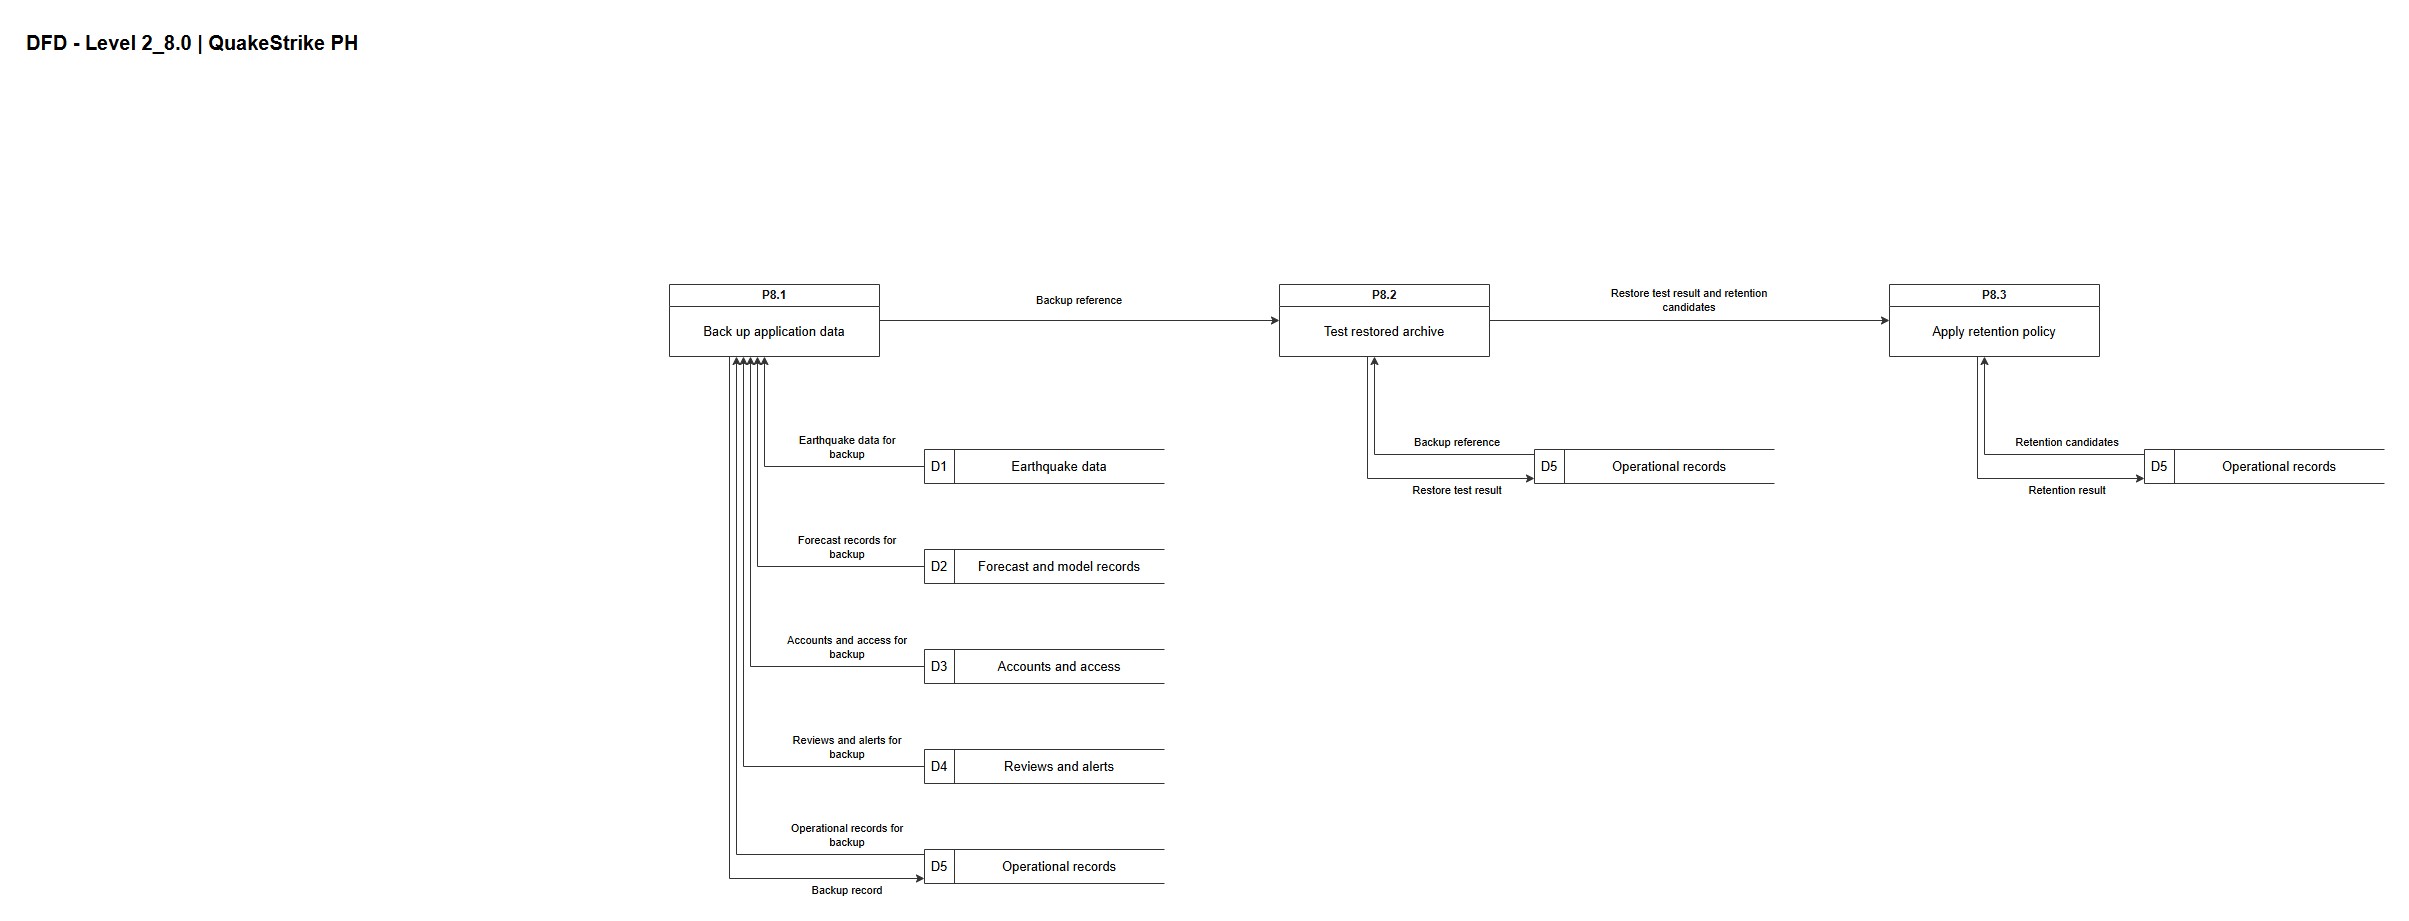 DFD - Level 2_8.0 | QuakeStrike PH
P8.1
Back up application data
Backup reference
P8.2
Test restored archive
Restore test result and retention
candidates
P8.3
Apply retention policy
Earthquake data for
backup
D1
Earthquake data
Backup reference
D5
Operational records
Restore test result
Retention candidates
D5
Operational records
Retention result
Forecast records for
backup
D2
Forecast and model records
Accounts and access for
backup
D3
Accounts and access
Reviews and alerts for
backup
D4
Reviews and alerts
Operational records for
backup
D5
Operational records
Backup record